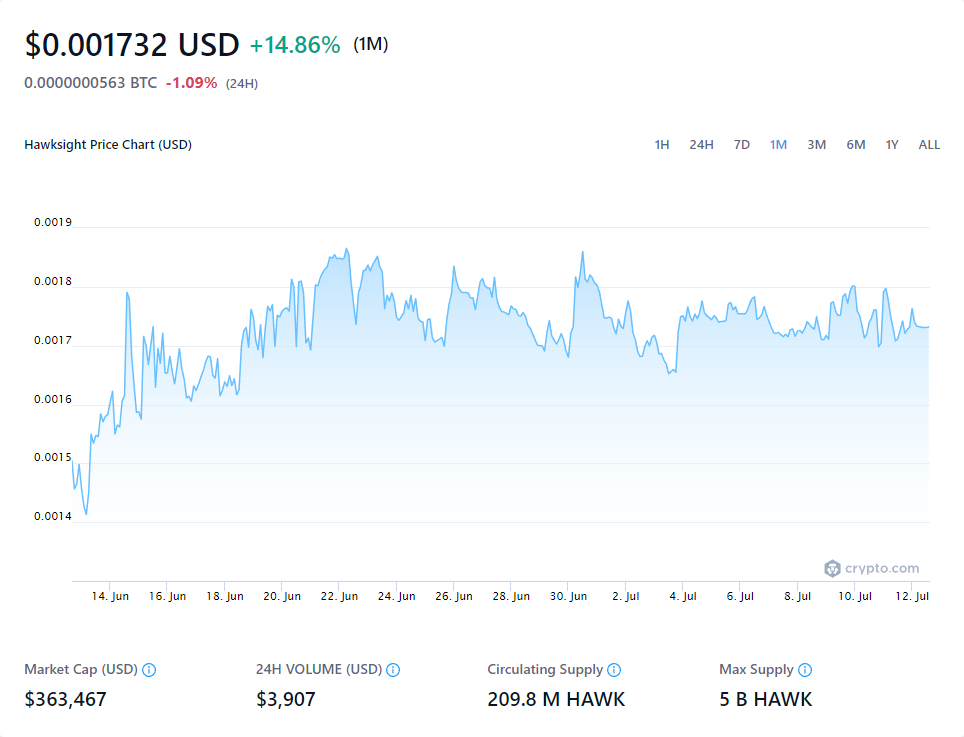 $0.001732 USD +14.86% (1M)
0.0000000563 BTC -1.09% (24H)
Hawksight Price Chart (USD) 1H 24H 7D 1M 3M 6M 1Y ALL
0.0019
0.0018
0.0017
0.0016
0.0015
0.0014
crypto.com
14. Jun 16. Jun 18. Jun 20. Jun 22. Jun 24. Jun 26. Jun 28. Jun 30. Jun 2. Jul 4. Jul 6. Jul 8. Jul 10. Jul 12. Jul
Market Cap (USD) 24H VOLUME (USD) Circulating Supply Max Supply
$363,467 $3,907 209.8 M HAWK 5 B HAWK